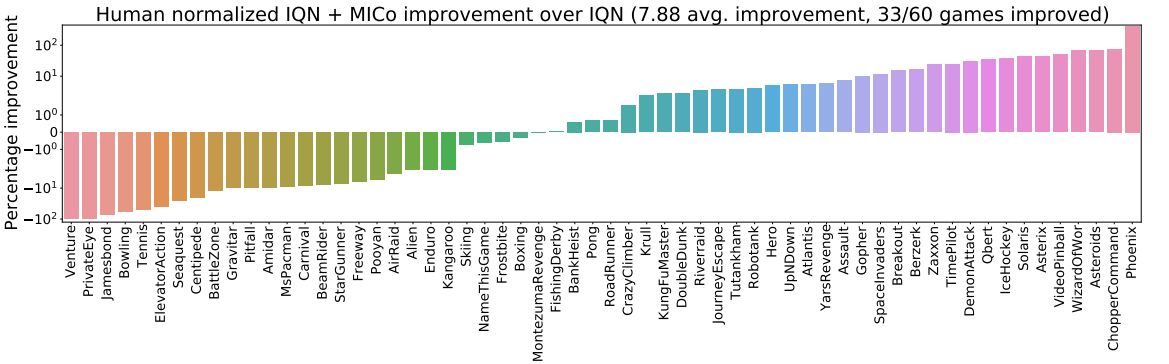 Human normalized IQN + MICo improvement over IQN (7.88 avg. improvement, 33/60 games improved)
Percentage improvement
10²
10¹
10⁰
0
−10⁰
−10¹
−10²
Venture
PrivateEye
Jamesbond
Bowling
Tennis
ElevatorAction
Seaquest
Centipede
BattleZone
Gravitar
Pitfall
Amidar
MsPacman
Carnival
BeamRider
StarGunner
Freeway
Pooyan
AirRaid
Alien
Enduro
Kangaroo
Skiing
NameThisGame
Frostbite
Boxing
MontezumaRevenge
FishingDerby
BankHeist
Pong
RoadRunner
CrazyClimber
Krull
KungFuMaster
DoubleDunk
Riverraid
JourneyEscape
Tutankham
Robotank
Hero
UpNDown
Atlantis
YarsRevenge
Assault
Gopher
SpaceInvaders
Breakout
Berzerk
Zaxxon
TimePilot
DemonAttack
Qbert
IceHockey
Solaris
Asterix
VideoPinball
WizardOfWor
Asteroids
ChopperCommand
Phoenix